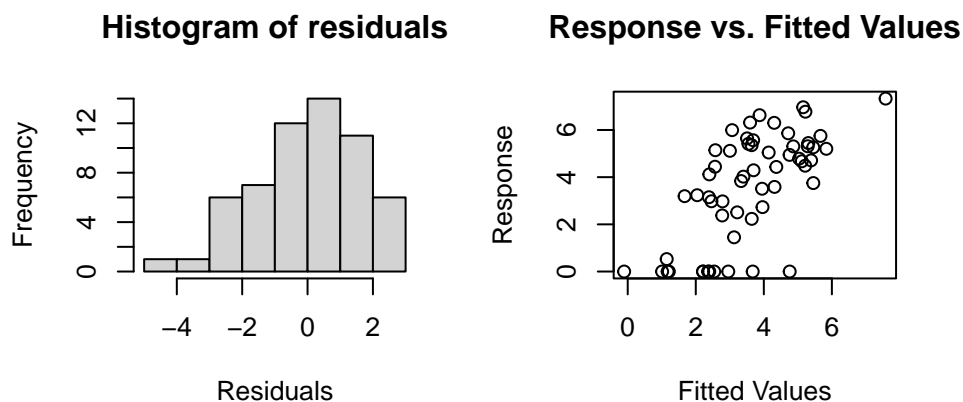 Histogram of residuals
Frequency
0 4 8 12
−4 −2 0 2
Residuals
Response vs. Fitted Values
Response
0 2 4 6
0 2 4 6
Fitted Values